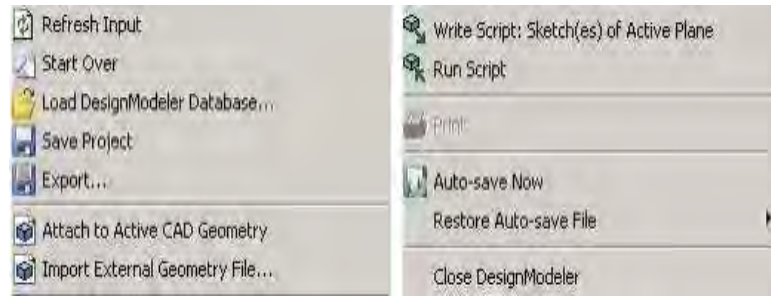 Refresh Input
Start Over
Load DesignModeler Database...
Save Project
Export...
Attach to Active CAD Geometry
Import External Geometry File...
Write Script: Sketch(es) of Active Plane
Run Script
Print
Auto-save Now
Restore Auto-save File
Close DesignModeler